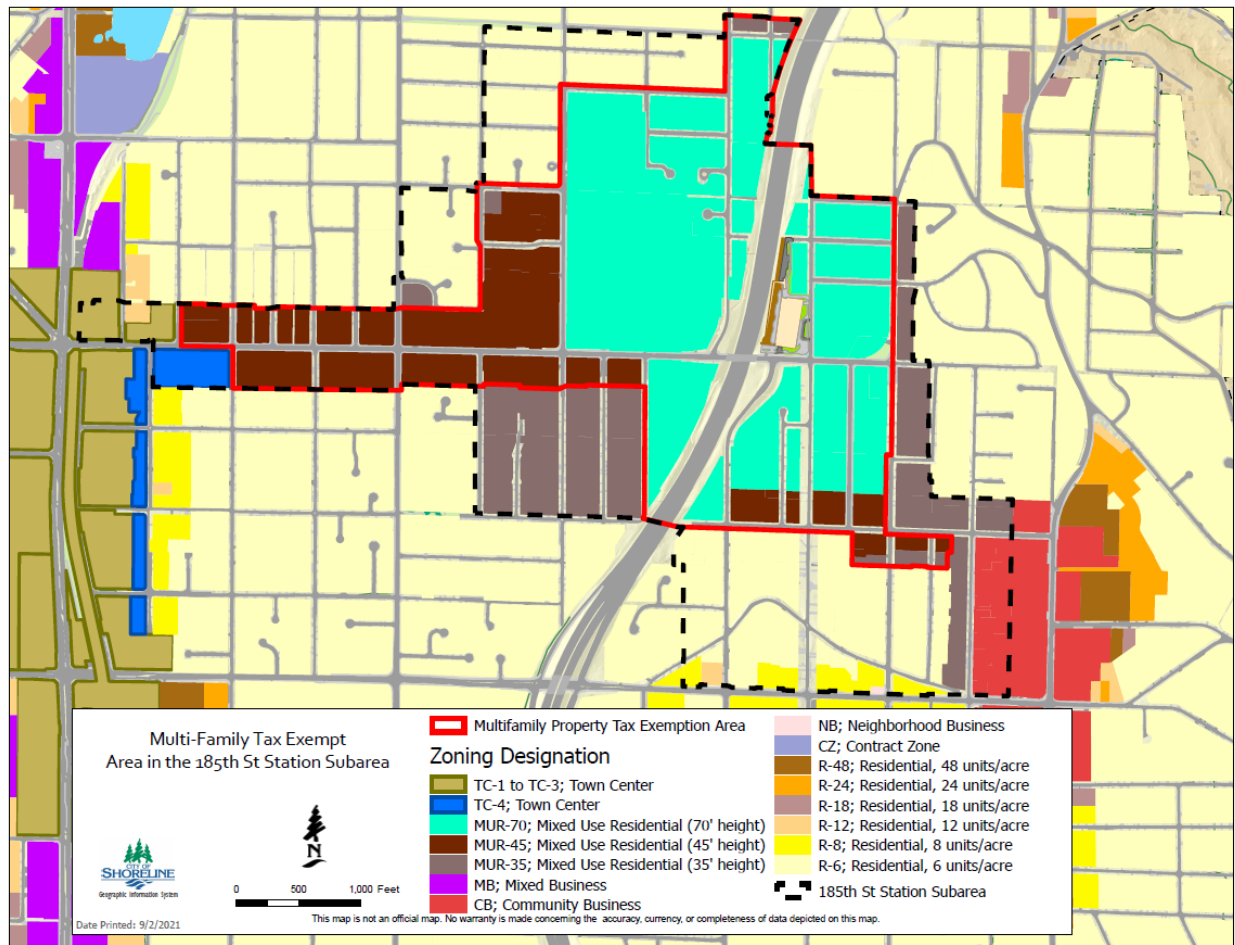 Multi-Family Tax Exempt
Area in the 185th St Station Subarea
N
CITY OF
SHORELINE
Geographic Information System
0 500 1,000 Feet
Date Printed: 9/2/2021
Multifamily Property Tax Exemption Area
Zoning Designation
TC-1 to TC-3; Town Center
TC-4; Town Center
MUR-70; Mixed Use Residential (70' height)
MUR-45; Mixed Use Residential (45' height)
MUR-35; Mixed Use Residential (35' height)
MB; Mixed Business
CB; Community Business
NB; Neighborhood Business
CZ; Contract Zone
R-48; Residential, 48 units/acre
R-24; Residential, 24 units/acre
R-18; Residential, 18 units/acre
R-12; Residential, 12 units/acre
R-8; Residential, 8 units/acre
R-6; Residential, 6 units/acre
185th St Station Subarea
This map is not an official map. No warranty is made concerning the accuracy, currency, or completeness of data depicted on this map.